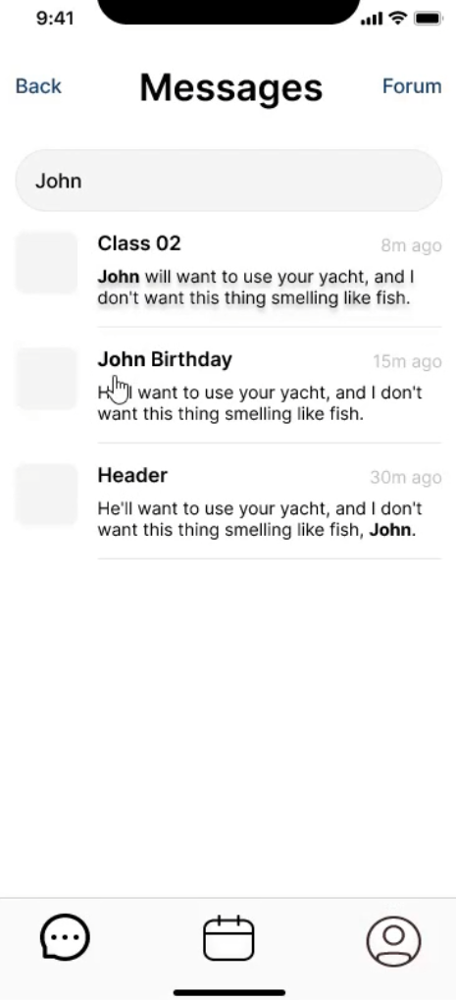 9:41
Back Messages Forum
John
Class 02 8m ago
John will want to use your yacht, and I
don't want this thing smelling like fish.
John Birthday 15m ago
want to use your yacht, and I don't
want this thing smelling like fish.
Header 30m ago
He'll want to use your yacht, and I don't
want this thing smelling like fish, John.